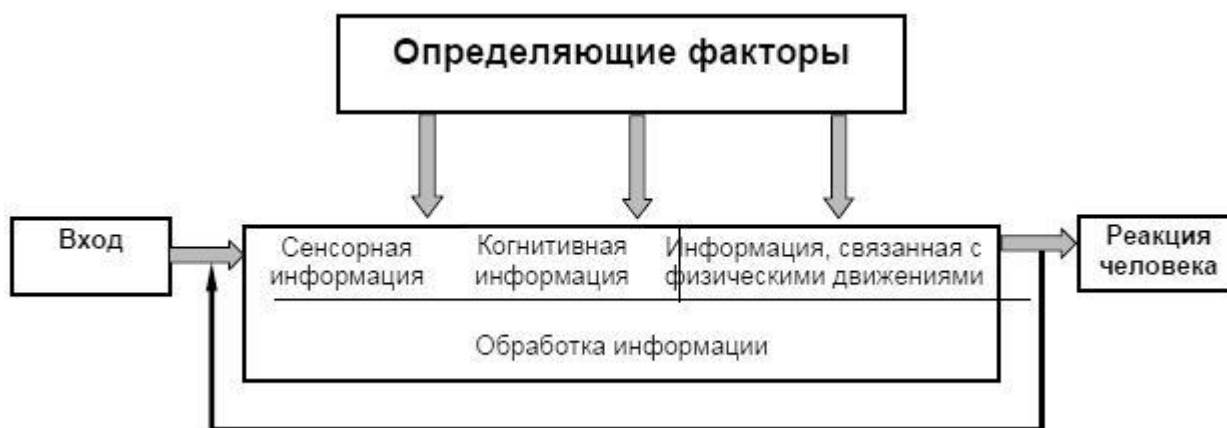 Определяющие факторы
Вход
Сенсорная
информация
Когнитивная
информация
Информация, связанная с
физическими движениями
Реакция
человека
Обработка информации